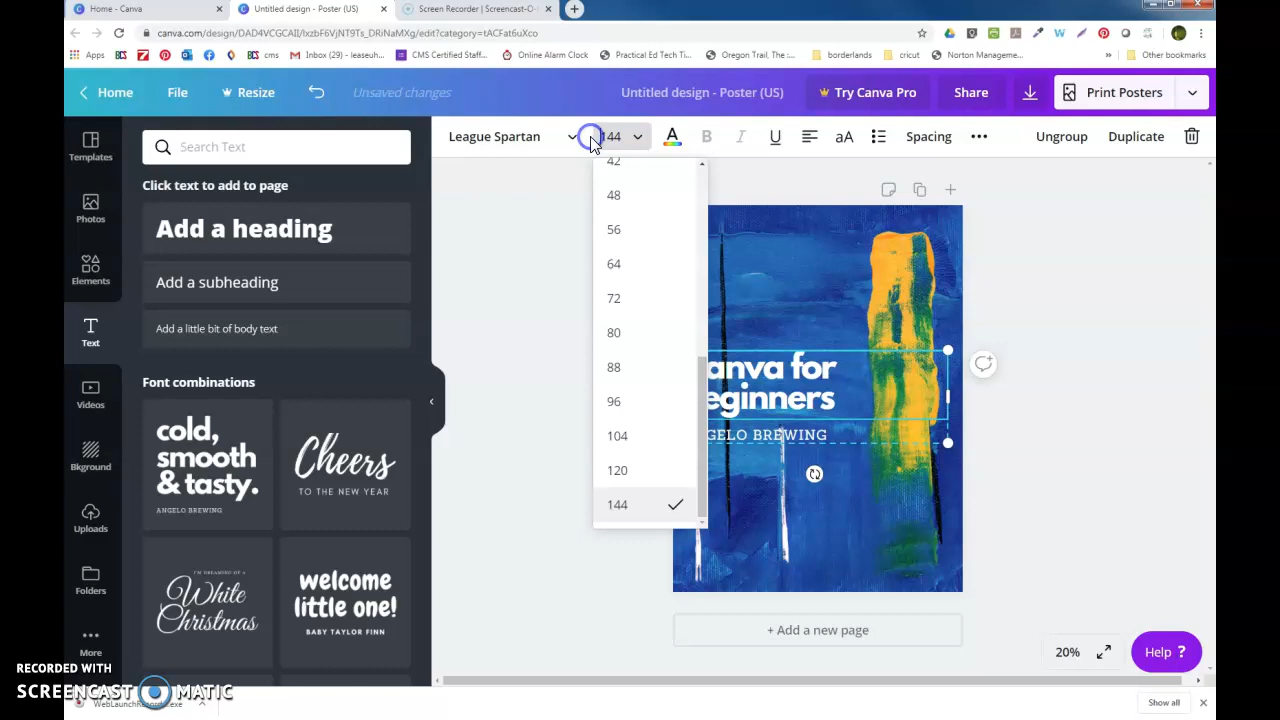 Home - Canva
Untitled design - Poster (US)
Screen Recorder | Screencast-O-
canva.com/design/DAD4VCGCAII/lxzbF6VjNT9Ts_DRiNaMXg/edit?category=tACFat6uXco
Apps BCS cms Inbox (29) - leaseuh... CMS Certified Staff... Online Alarm Clock Practical Ed Tech Ti... Oregon Trail, The :... borderlands cricut Norton Manageme... » Other bookmarks
Home File Resize Unsaved changes Untitled design - Poster (US) Try Canva Pro Share Print Posters
League Spartan 144 A B I U aA Spacing ••• Ungroup Duplicate
Templates
Photos
Elements
Text
Videos
Bkground
Uploads
Folders
More
Search Text
Click text to add to page
Add a heading
Add a subheading
Add a little bit of body text
Font combinations
cold,
smooth
& tasty.
ANGELO BREWING
Cheers
TO THE NEW YEAR
I'M DREAMING OF A
White
Christmas
welcome
little one!
BABY TAYLOR FINN
42
48
56
64
72
80
88
96
104
120
144
anva for
eginners
GELO BREWING
+ Add a new page
20%
Help ?
RECORDED WITH
SCREENCAST MATIC
Show all